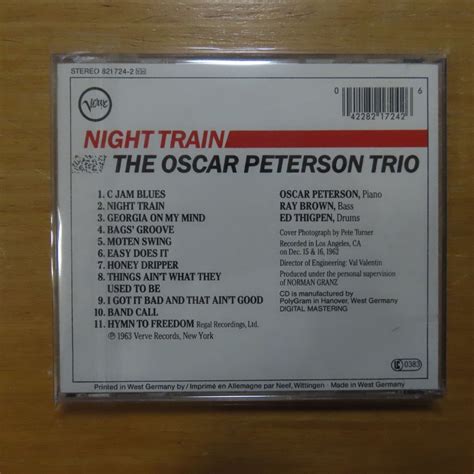 STEREO 821 724-2
Verve
0 42282 17242 6
NIGHT TRAIN
THE OSCAR PETERSON TRIO
1. C JAM BLUES
2. NIGHT TRAIN
3. GEORGIA ON MY MIND
4. BAGS' GROOVE
5. MOTEN SWING
6. EASY DOES IT
7. HONEY DRIPPER
8. THINGS AIN'T WHAT THEY
USED TO BE
9. I GOT IT BAD AND THAT AIN'T GOOD
10. BAND CALL
11. HYMN TO FREEDOM Regal Recordings, Ltd.
℗ 1963 Verve Records, New York
OSCAR PETERSON, Piano
RAY BROWN, Bass
ED THIGPEN, Drums
Cover Photograph by Pete Turner
Recorded in Los Angeles, CA
on Dec. 15 & 16, 1962
Director of Engineering: Val Valentin
Produced under the personal supervision
of NORMAN GRANZ
CD is manufactured by
PolyGram in Hanover, West Germany
DIGITAL MASTERING
0383
Printed in West Germany by / Imprimé en Allemagne par Neef, Wittingen Made in West Germany